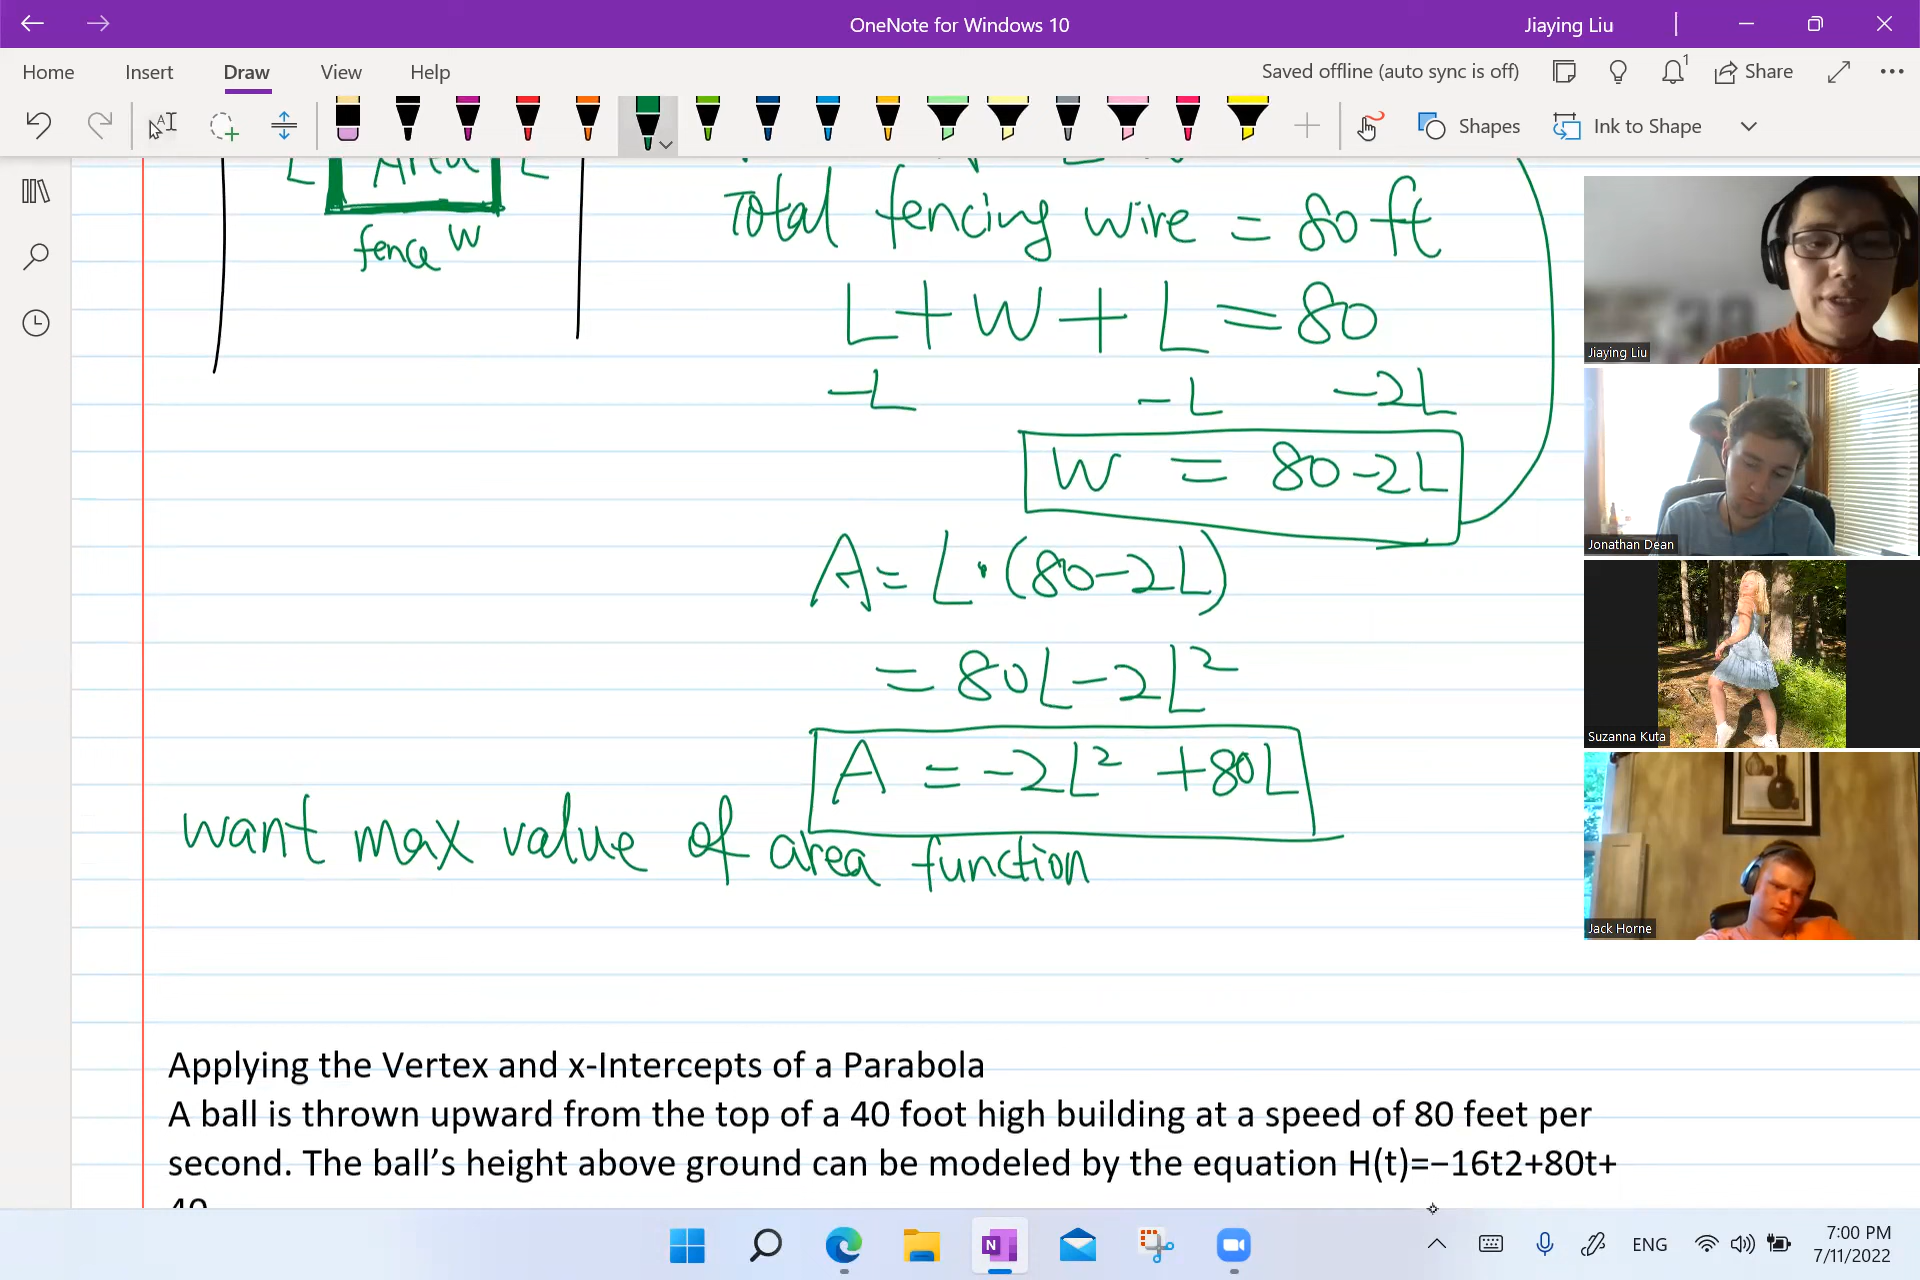 OneNote for Windows 10
Jiaying Liu
Home Insert Draw View Help
Saved offline (auto sync is off)
1
Share
Shapes
Ink to Shape
L Area L
fence W
Total fencing wire = 80 ft
L + W + L = 80
-L -L -2L
W = 80-2L
A = L·(80-2L)
= 80L-2L²
A = -2L² +80L
want max value of area function
Applying the Vertex and x-Intercepts of a Parabola
A ball is thrown upward from the top of a 40 foot high building at a speed of 80 feet per
second. The ball’s height above ground can be modeled by the equation H(t)=−16t2+80t+
40
Jiaying Liu
Jonathan Dean
Suzanna Kuta
Jack Horne
ENG
7:00 PM
7/11/2022